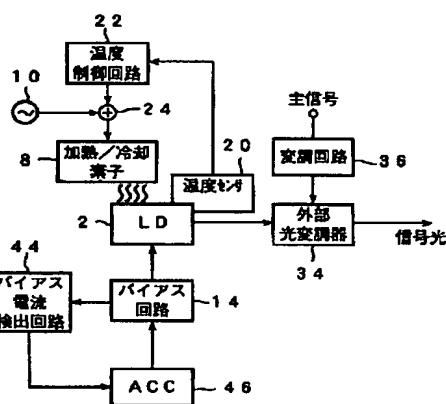 22
温度
制御回路
10
24
主信号
20
8
加熱/冷却
素子
温度センサ
変調回路
36
2
LD
外部
光変調器
信号光
34
44
バイアス
電流
検出回路
バイアス
回路
14
ACC
46